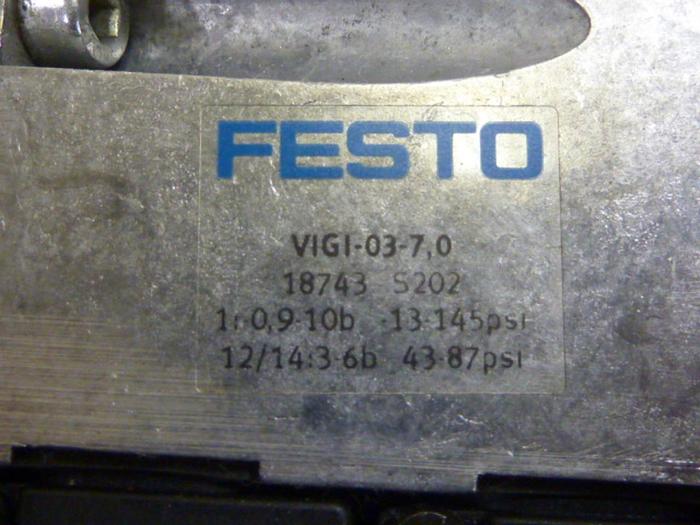 FESTO
VIGI-03-7,0
18743 S202
1:-0,9-10b -13-145psi
12/14:3-6b 43-87psi